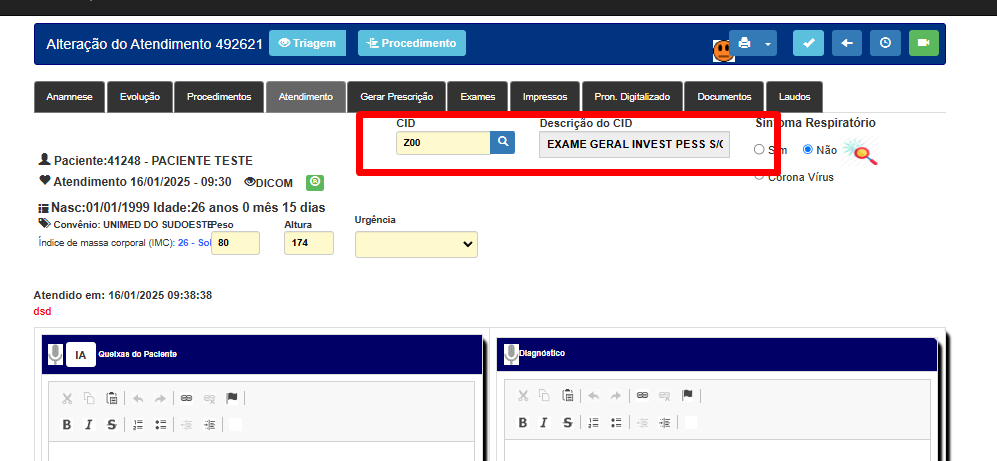 Alteração do Atendimento 492621 Triagem Procedimento
Anamnese Evolução Procedimentos Atendimento Gerar Prescrição Exames Impressos Pron. Digitalizado Documentos Laudos
CID Descrição do CID Sintoma Respiratório
Z00 EXAME GERAL INVEST PESS S/
Sim Não
Paciente:41248 - PACIENTE TESTE
Corona Vírus
Atendimento 16/01/2025 - 09:30 DICOM
Nasc:01/01/1999 Idade:26 anos 0 mês 15 dias
Convênio: UNIMED DO SUDOESTE Peso Altura Urgência
Índice de massa corporal (IMC): 26 - So 80 174
Atendido em: 16/01/2025 09:38:38
dsd
IA Queixas do Paciente
Diagnóstico
B I S
B I S